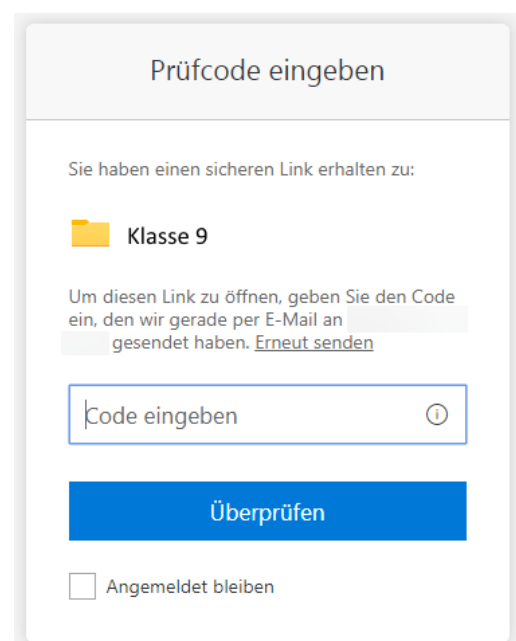 Prüfcode eingeben
Sie haben einen sicheren Link erhalten zu:
Klasse 9
Um diesen Link zu öffnen, geben Sie den Code
ein, den wir gerade per E-Mail an
gesendet haben. Erneut senden
Code eingeben
Überprüfen
Angemeldet bleiben